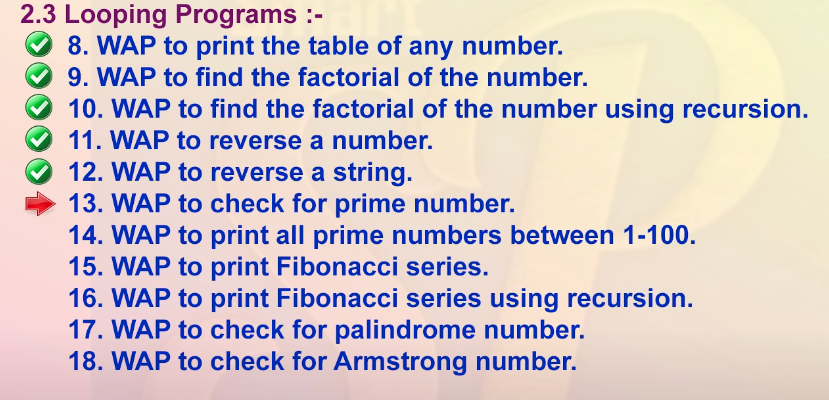 2.3 Looping Programs :-
8. WAP to print the table of any number.
9. WAP to find the factorial of the number.
10. WAP to find the factorial of the number using recursion.
11. WAP to reverse a number.
12. WAP to reverse a string.
13. WAP to check for prime number.
14. WAP to print all prime numbers between 1-100.
15. WAP to print Fibonacci series.
16. WAP to print Fibonacci series using recursion.
17. WAP to check for palindrome number.
18. WAP to check for Armstrong number.